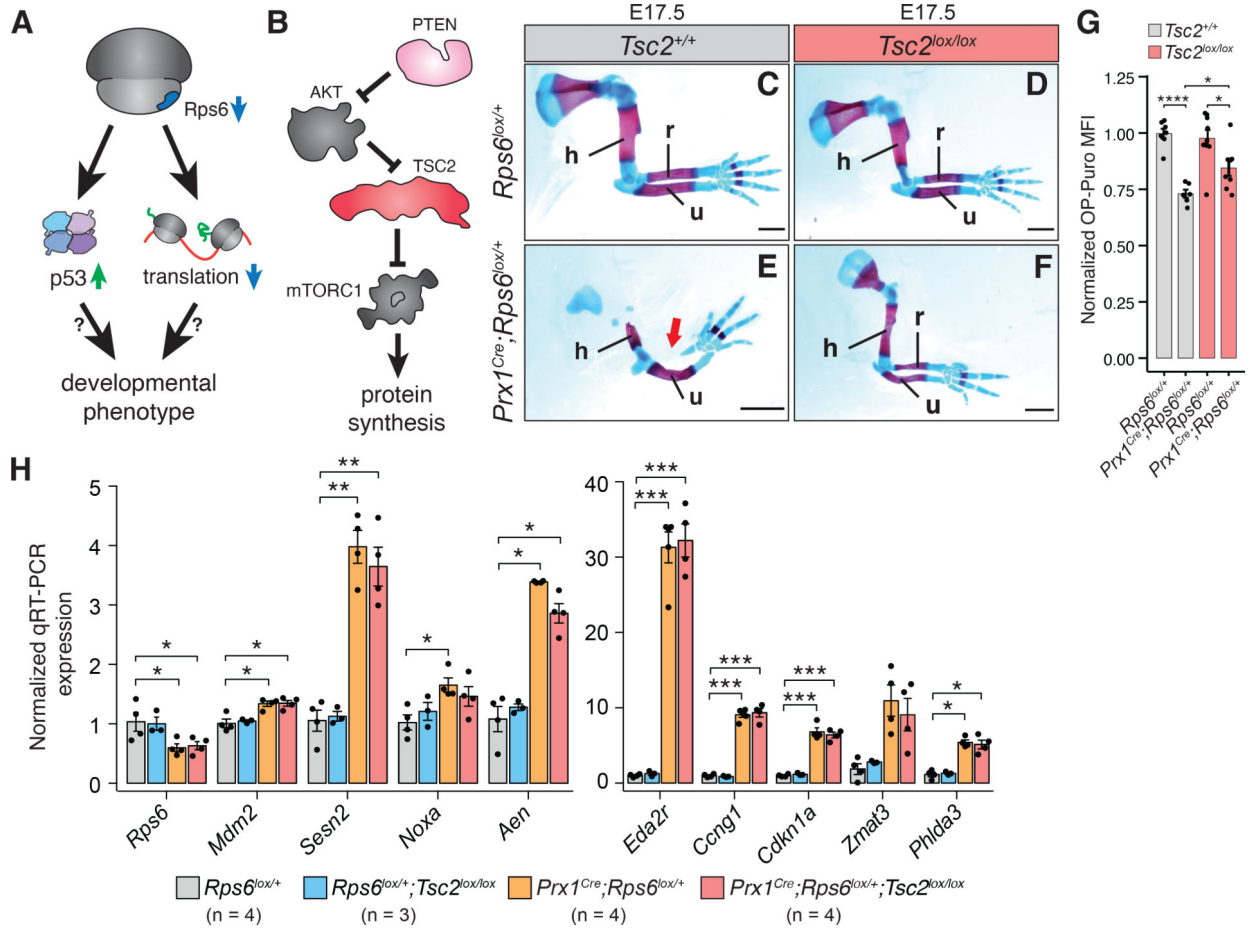 A
Rps6
p53
translation
?
?
developmental
phenotype
B
PTEN
AKT
TSC2
mTORC1
protein
synthesis
E17.5
E17.5
Tsc2+/+
Tsc2lox/lox
Rps6lox/+
Prx1Cre;Rps6lox/+
C
h
r
u
D
h
r
u
E
h
u
F
h
r
u
G
Tsc2+/+
Tsc2lox/lox
Normalized OP-Puro MFI
1.00
0.75
0.50
0.25
0.00
****
*
*
Rps6lox/+
Prx1Cre;Rps6lox/+
Rps6lox/+
Prx1Cre;Rps6lox/+
H
Normalized qRT-PCR
expression
5
4
3
2
1
0
*
*
*
*
**
**
*
*
*
Rps6
Mdm2
Sesn2
Noxa
Aen
40
30
20
10
0
***
***
***
***
***
***
*
*
Eda2r
Ccng1
Cdkn1a
Zmat3
Phlda3
Rps6lox/+
(n = 4)
Rps6lox/+;Tsc2lox/lox
(n = 3)
Prx1Cre;Rps6lox/+
(n = 4)
Prx1Cre;Rps6lox/+;Tsc2lox/lox
(n = 4)